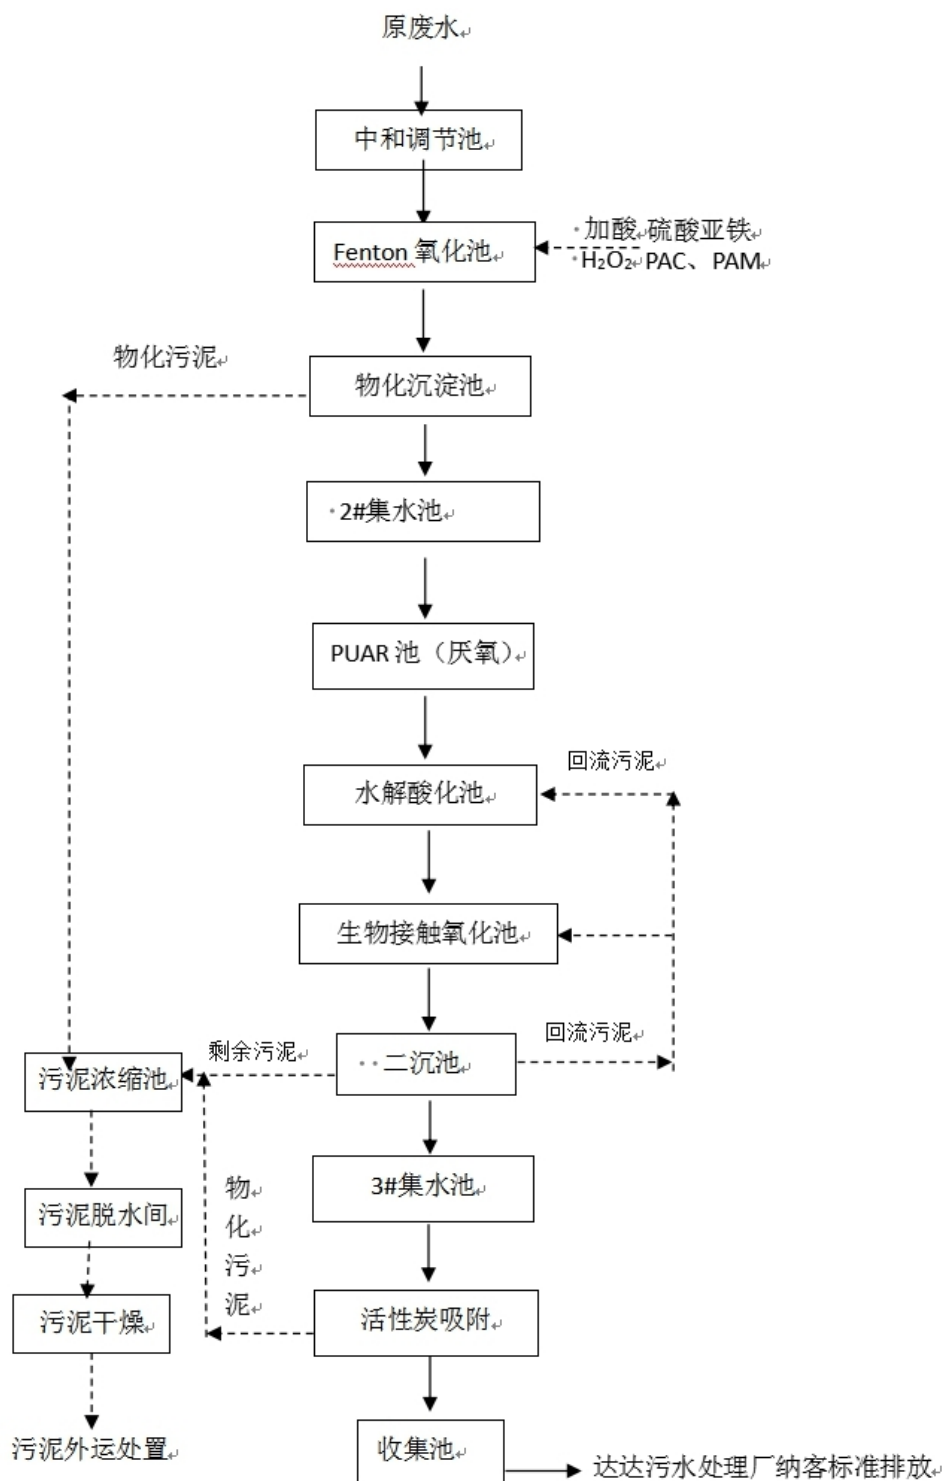 原废水
中和调节池
Fenton 氧化池
加酸 硫酸亚铁
H₂O₂ PAC、PAM
物化污泥
物化沉淀池
2#集水池
PUAR 池（厌氧）
回流污泥
水解酸化池
生物接触氧化池
回流污泥
剩余污泥
二沉池
污泥浓缩池
3#集水池
物
化
污
泥
污泥脱水间
活性炭吸附
污泥干燥
收集池
污泥外运处置
达达污水处理厂纳客标准排放